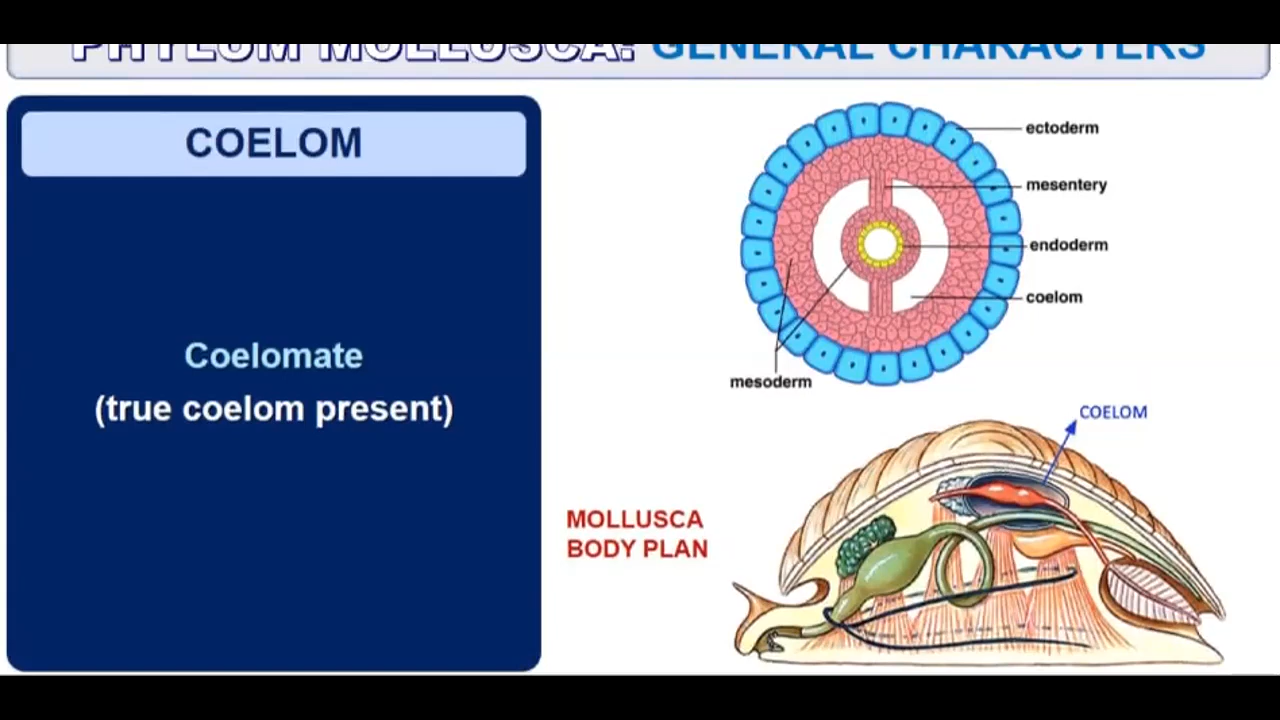 PHYLUM MOLLUSCA: GENERAL CHARACTERS
COELOM
Coelomate
(true coelom present)
ectoderm
mesentery
endoderm
coelom
mesoderm
COELOM
MOLLUSCA
BODY PLAN